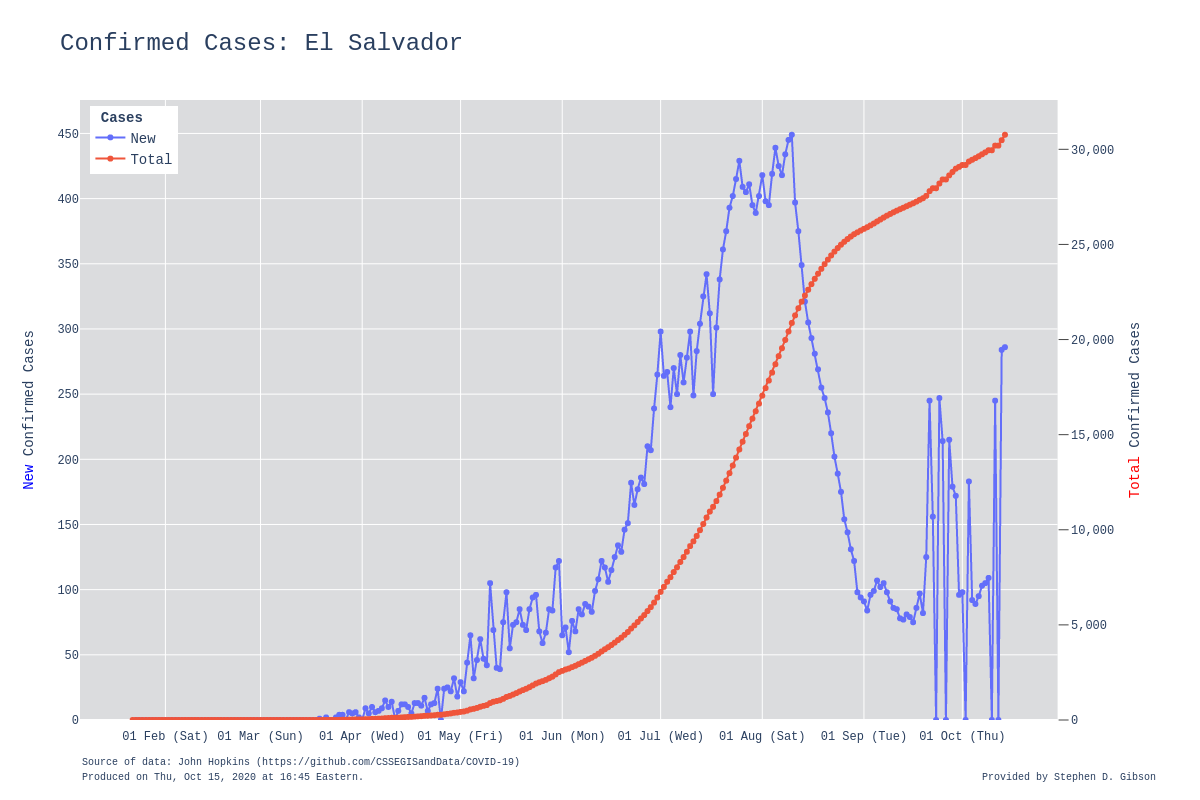 Confirmed Cases: El Salvador
Cases
New
Total
450
400
350
300
250
200
150
100
50
0
30,000
25,000
20,000
15,000
10,000
5,000
0
New Confirmed Cases
Total Confirmed Cases
01 Feb (Sat) 01 Mar (Sun) 01 Apr (Wed) 01 May (Fri) 01 Jun (Mon) 01 Jul (Wed) 01 Aug (Sat) 01 Sep (Tue) 01 Oct (Thu)
Source of data: John Hopkins (https://github.com/CSSEGISandData/COVID-19)
Produced on Thu, Oct 15, 2020 at 16:45 Eastern.
Provided by Stephen D. Gibson